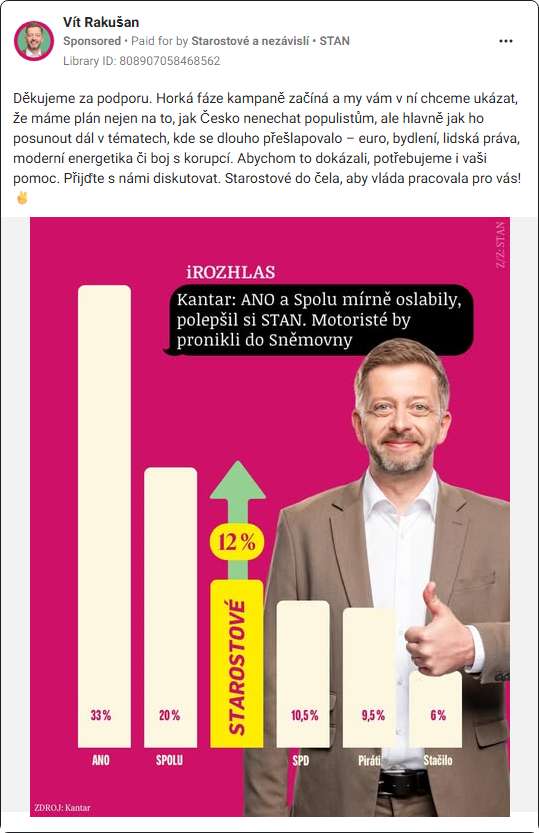 Vít Rakušan
Sponsored • Paid for by Starostové a nezávislí • STAN
Library ID: 808907058468562
Děkujeme za podporu. Horká fáze kampaně začíná a my vám v ní chceme ukázat,
že máme plán nejen na to, jak Česko nenechat populistům, ale hlavně jak ho
posunout dál v tématech, kde se dlouho přešlapovalo – euro, bydlení, lidská práva,
moderní energetika či boj s korupcí. Abychom to dokázali, potřebujeme i vaši
pomoc. Přijďte s námi diskutovat. Starostové do čela, aby vláda pracovala pro vás!
✌
Z/Z: STAN
iROZHLAS
Kantar: ANO a Spolu mírně oslabily,
polepšil si STAN. Motoristé by
pronikli do Sněmovny
12 %
STAROSTOVÉ
33 % 20 % 10,5 % 9,5 % 6 %
ANO SPOLU SPD Piráti Stačilo
ZDROJ: Kantar